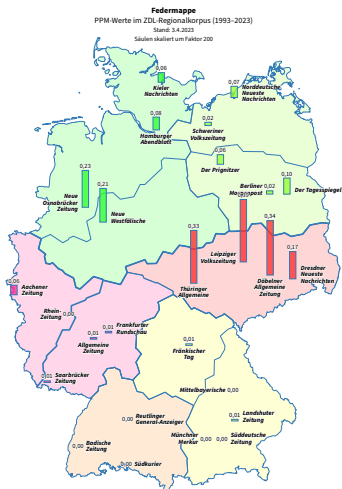 Federmappe
PPM-Werte im ZDL-Regionalkorpus (1993–2023)
Stand: 3.4.2023
Säulen skaliert um Faktor 200
0,06
Kieler
Nachrichten
0,07
Norddeutsche
Neueste
Nachrichten
0,08
Hamburger
Abendblatt
0,02
Schweriner
Volkszeitung
0,06
Der Prignitzer
0,23
Neue
Osnabrücker
Zeitung
0,21
Neue
Westfälische
Berliner
Morgenpost
0,02
0,10
Der Tagesspiegel
0,33
Thüringer
Allgemeine
Leipziger
Volkszeitung
0,34
Döbelner
Allgemeine
Zeitung
0,17
Dresdner
Neueste
Nachrichten
0,06
Aachener
Zeitung
Rhein-
Zeitung
0,00
0,01
Frankfurter
Rundschau
0,01
Allgemeine
Zeitung
0,01
Saarbrücker
Zeitung
0,01
Fränkischer
Tag
Mittelbayerische
0,00
0,00
Reutlinger
General-Anzeiger
0,01
Landshuter
Zeitung
0,00
Badische
Zeitung
Münchner
Merkur
0,00
0,00
Süddeutsche
Zeitung
0,00
Südkurier